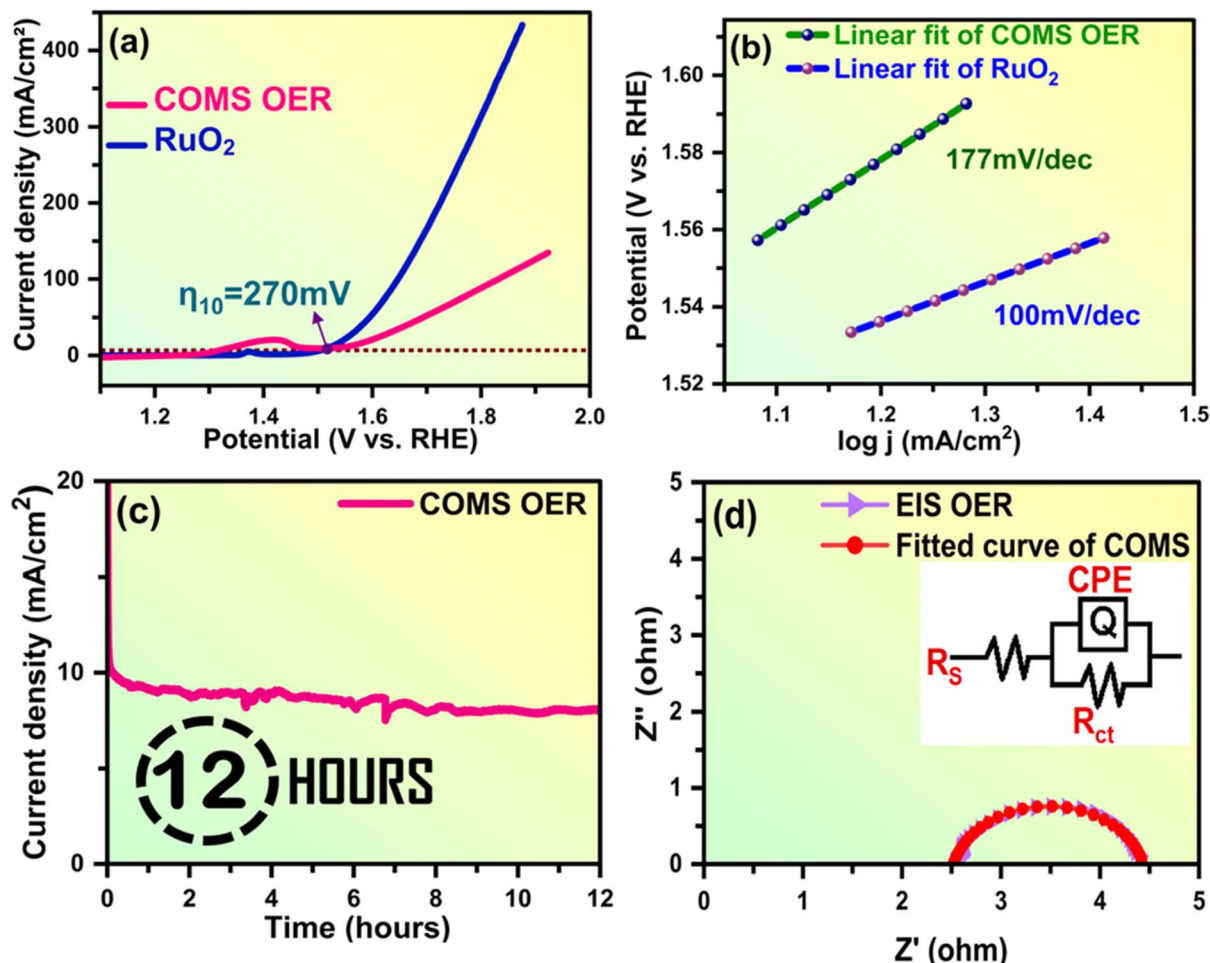 (a)
COMS OER
RuO₂
η₁₀=270mV
Current density (mA/cm²)
400
300
200
100
0
1.2
1.4
1.6
1.8
2.0
Potential (V vs. RHE)
(b)
Linear fit of COMS OER
Linear fit of RuO₂
177mV/dec
100mV/dec
Potential (V vs. RHE)
1.60
1.58
1.56
1.54
1.52
1.1
1.2
1.3
1.4
1.5
log j (mA/cm²)
(c)
COMS OER
12 HOURS
Current density (mA/cm²)
20
10
0
0
2
4
6
8
10
12
Time (hours)
(d)
EIS OER
Fitted curve of COMS
CPE
Q
R_S
R_ct
Z'' (ohm)
5
4
3
2
1
0
0
1
2
3
4
5
Z' (ohm)